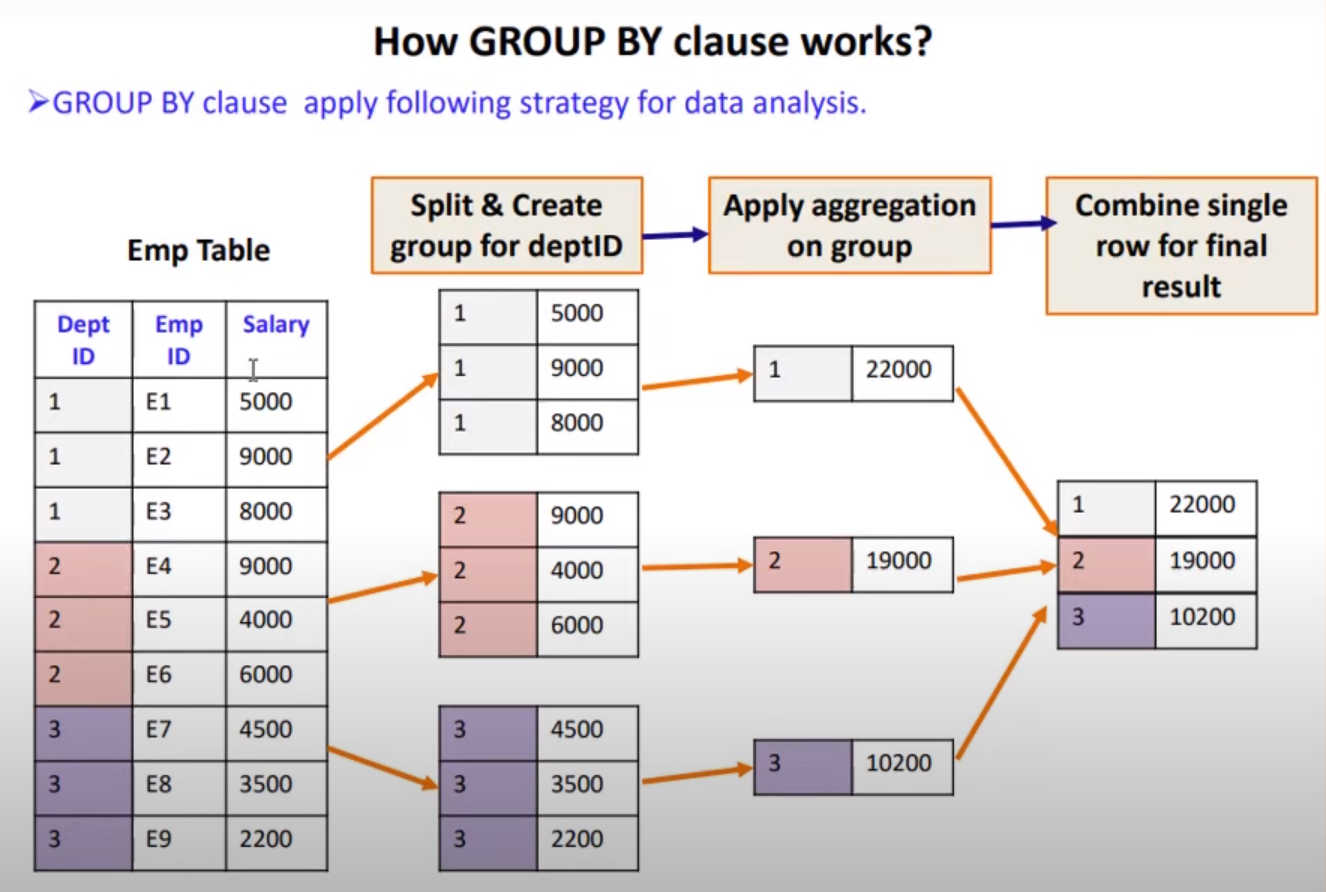 How GROUP BY clause works?
➢GROUP BY clause apply following strategy for data analysis.
Split & Create
group for deptID
Apply aggregation
on group
Combine single
row for final
result
Emp Table
Dept Emp Salary
ID ID
1 E1 5000
1 E2 9000
1 E3 8000
2 E4 9000
2 E5 4000
2 E6 6000
3 E7 4500
3 E8 3500
3 E9 2200
1 5000
1 9000
1 8000
2 9000
2 4000
2 6000
3 4500
3 3500
3 2200
1 22000
2 19000
3 10200
1 22000
2 19000
3 10200